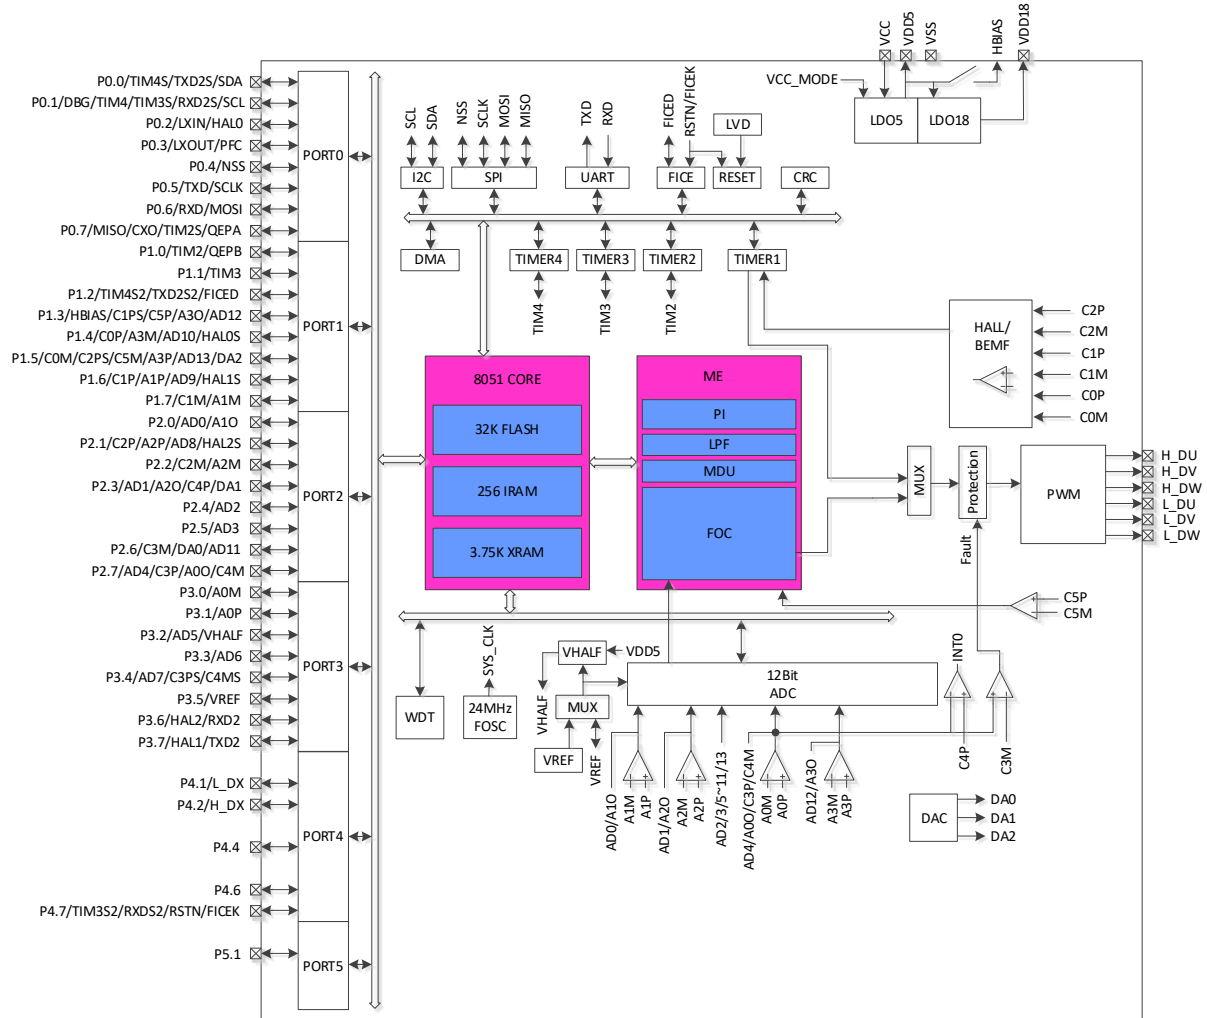 VCC
VDD5
VSS
HBIAS
VDD18
VCC_MODE
LDO5
LDO18
P0.0/TIM4S/TXD2S/SDA
P0.1/DBG/TIM4/TIM3S/RXD2S/SCL
P0.2/LXIN/HAL0
P0.3/LXOUT/PFC
P0.4/NSS
P0.5/TXD/SCLK
P0.6/RXD/MOSI
P0.7/MISO/CXO/TIM2S/QEPA
P1.0/TIM2/QEPB
P1.1/TIM3
P1.2/TIM4S2/TXD2S2/FICED
P1.3/HBIAS/C1PS/C5P/A3O/AD12
P1.4/C0P/A3M/AD10/HAL0S
P1.5/C0M/C2PS/C5M/A3P/AD13/DA2
P1.6/C1P/A1P/AD9/HAL1S
P1.7/C1M/A1M
P2.0/AD0/A1O
P2.1/C2P/A2P/AD8/HAL2S
P2.2/C2M/A2M
P2.3/AD1/A2O/C4P/DA1
P2.4/AD2
P2.5/AD3
P2.6/C3M/DA0/AD11
P2.7/AD4/C3P/A0O/C4M
P3.0/A0M
P3.1/A0P
P3.2/AD5/VHALF
P3.3/AD6
P3.4/AD7/C3PS/C4MS
P3.5/VREF
P3.6/HAL2/RXD2
P3.7/HAL1/TXD2
P4.1/L_DX
P4.2/H_DX
P4.4
P4.6
P4.7/TIM3S2/RXDS2/RSTN/FICEK
P5.1
PORT0
PORT1
PORT2
PORT3
PORT4
PORT5
SCL
SDA
NSS
SCLK
MOSI
MISO
TXD
RXD
FICED
RSTN/FICEK
LVD
I2C
SPI
UART
FICE
RESET
CRC
DMA
TIMER4
TIMER3
TIMER2
TIMER1
TIM4
TIM3
TIM2
HALL/
BEMF
C2P
C2M
C1P
C1M
C0P
C0M
8051 CORE
32K FLASH
256 IRAM
3.75K XRAM
ME
PI
LPF
MDU
FOC
MUX
Protection
Fault
PWM
H_DU
H_DV
H_DW
L_DU
L_DV
L_DW
C5P
C5M
WDT
SYS_CLK
24MHz
FOSC
VHALF
VDD5
VHALF
MUX
VREF
VREF
12Bit
ADC
INT0
C4P
C3M
AD0/A1O
A1M
A1P
AD1/A2O
A2M
A2P
AD2/3/5~11/13
AD4/A0O/C3P/C4M
A0M
A0P
AD12/A3O
A3M
A3P
DAC
DA0
DA1
DA2